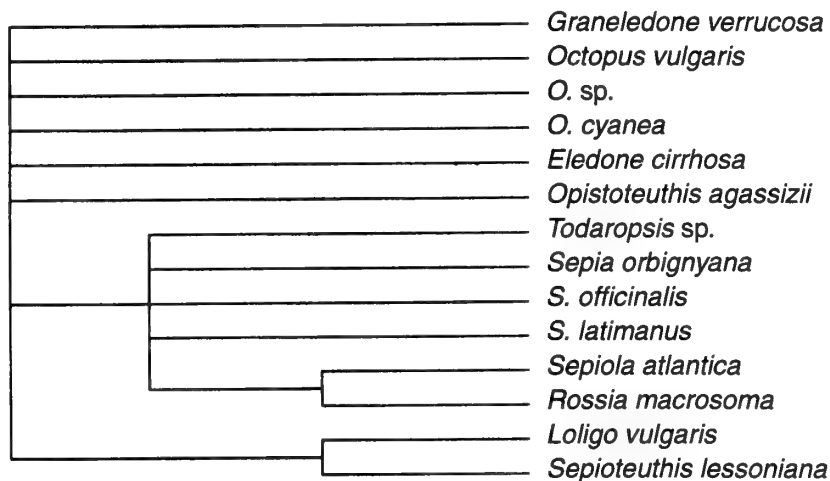 Graneledone verrucosa
Octopus vulgaris
O. sp.
O. cyanea
Eledone cirrhosa
Opistoteuthis agassizii
Todaropsis sp.
Sepia orbignyana
S. officinalis
S. latimanus
Sepiola atlantica
Rossia macrosoma
Loligo vulgaris
Sepioteuthis lessoniana